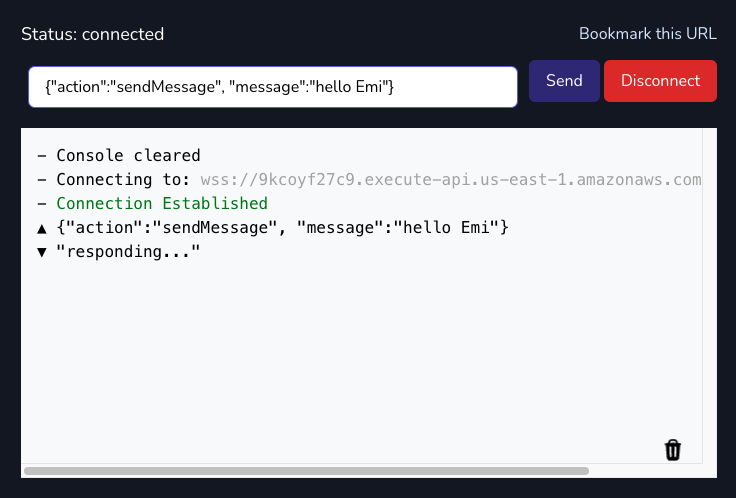 Status: connected
Bookmark this URL
{"action":"sendMessage", "message":"hello Emi"}
Send
Disconnect
– Console cleared
– Connecting to: wss://9kcoyf27c9.execute-api.us-east-1.amazonaws.com
– Connection Established
▲ {"action":"sendMessage", "message":"hello Emi"}
▼ "responding..."